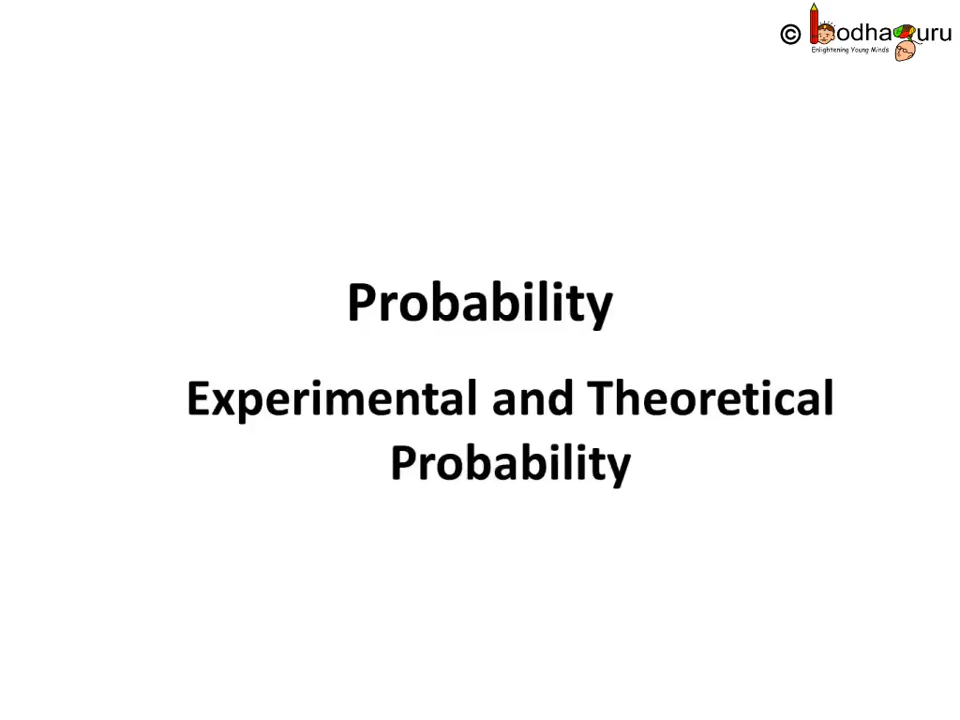 © bodhaguru
Enlightening Young Minds
Probability
Experimental and Theoretical
Probability